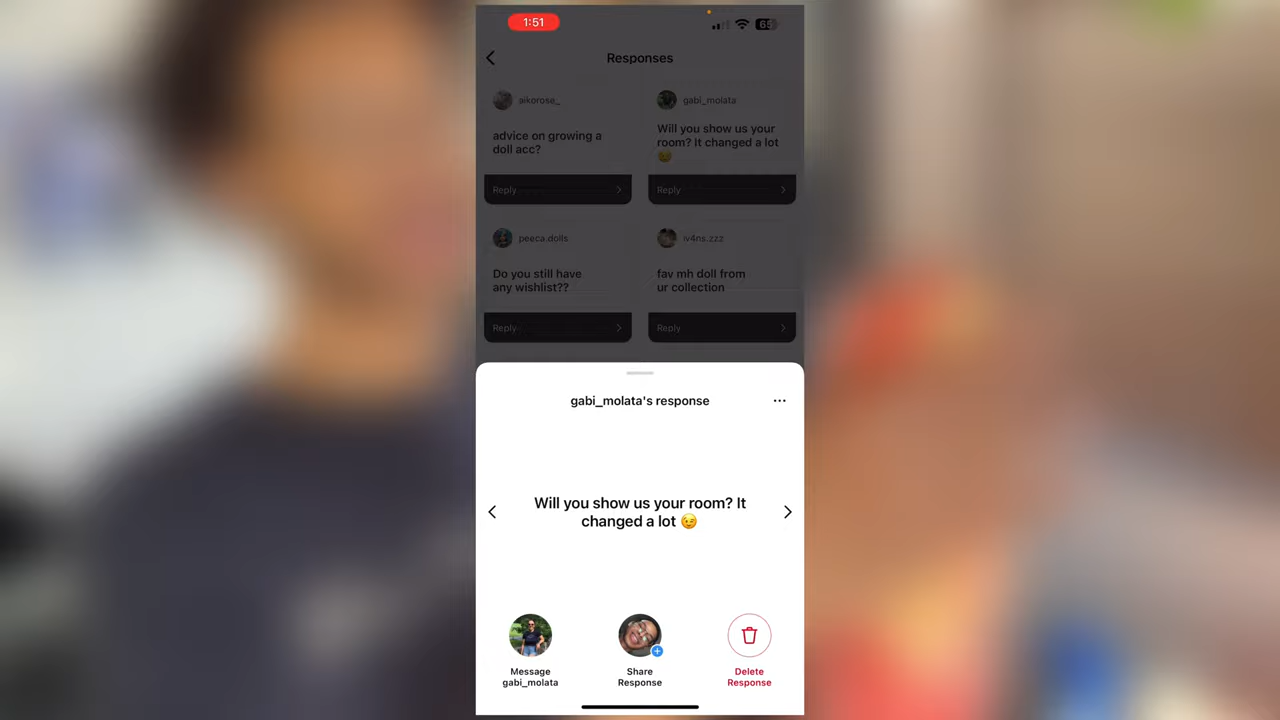 1:51
65
Responses
aikorose_
gabi_molata
advice on growing a
doll acc?
Will you show us your
room? It changed a lot
😉
Reply
Reply
peeca.dolls
iv4ns.zzz
Do you still have
any wishlist??
fav mh doll from
ur collection
Reply
Reply
gabi_molata's response
Will you show us your room? It
changed a lot 😉
Message
gabi_molata
Share
Response
Delete
Response